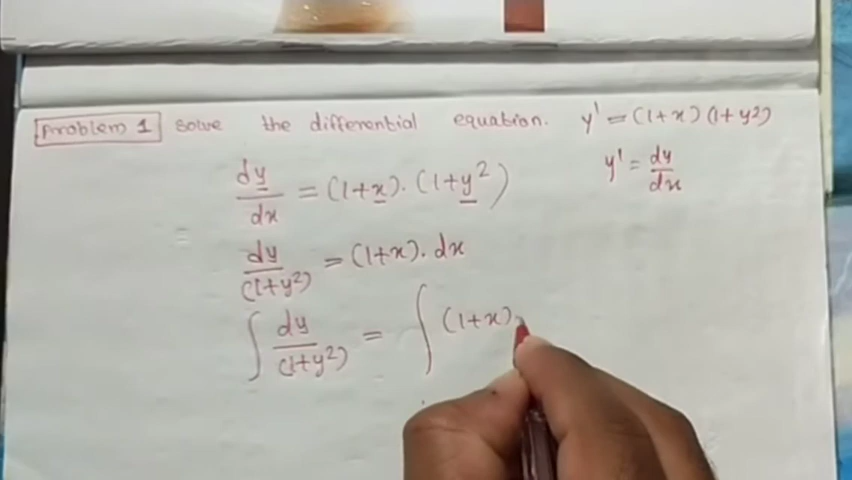 Problem 1 solve the differential equation. y' = (1+x)(1+y²)
dy/dx = (1+x).(1+y²)
y' = dy/dx
dy/(1+y²) = (1+x).dx
∫ dy/(1+y²) = ∫ (1+x).